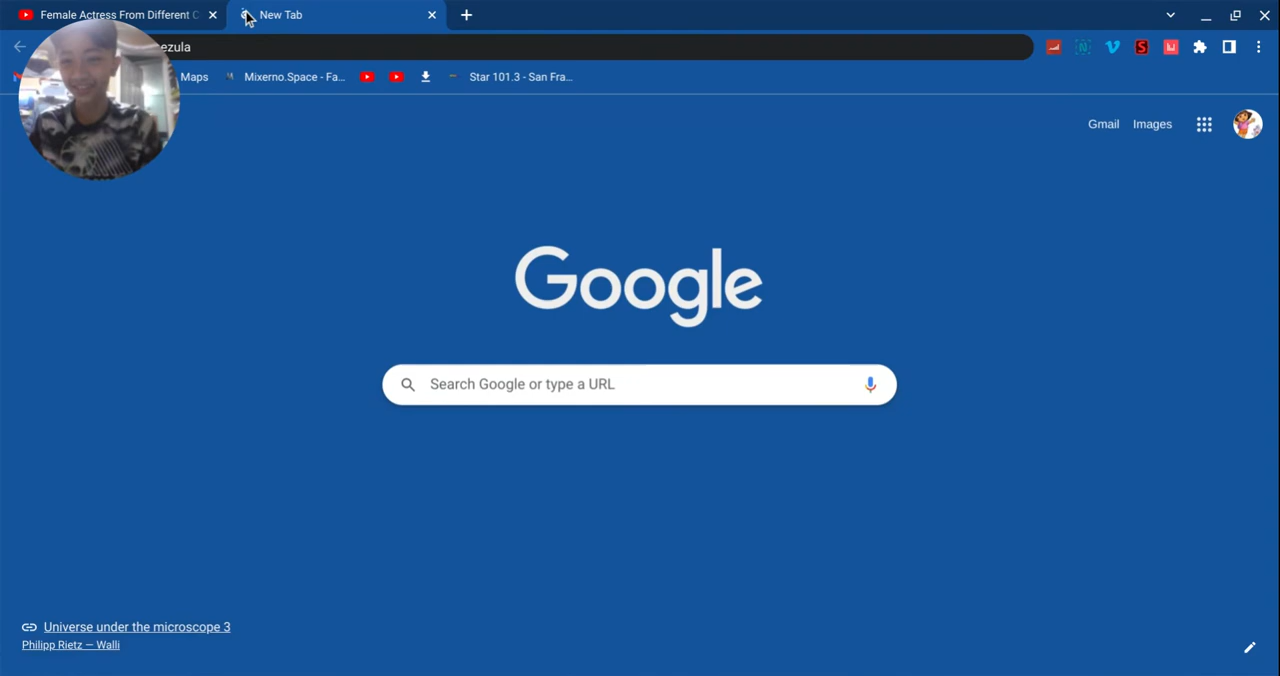 Female Actress From Different C
New Tab
ezula
Maps
Mixerno.Space - Fa...
Star 101.3 - San Fra...
Gmail
Images
Google
Search Google or type a URL
Universe under the microscope 3
Philipp Rietz — Walli